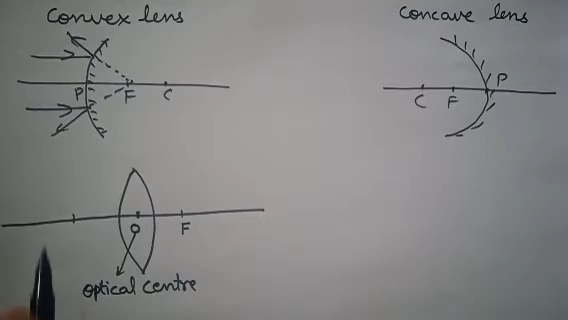 Convex lens
Concave lens
P F C
C F P
O F
optical centre